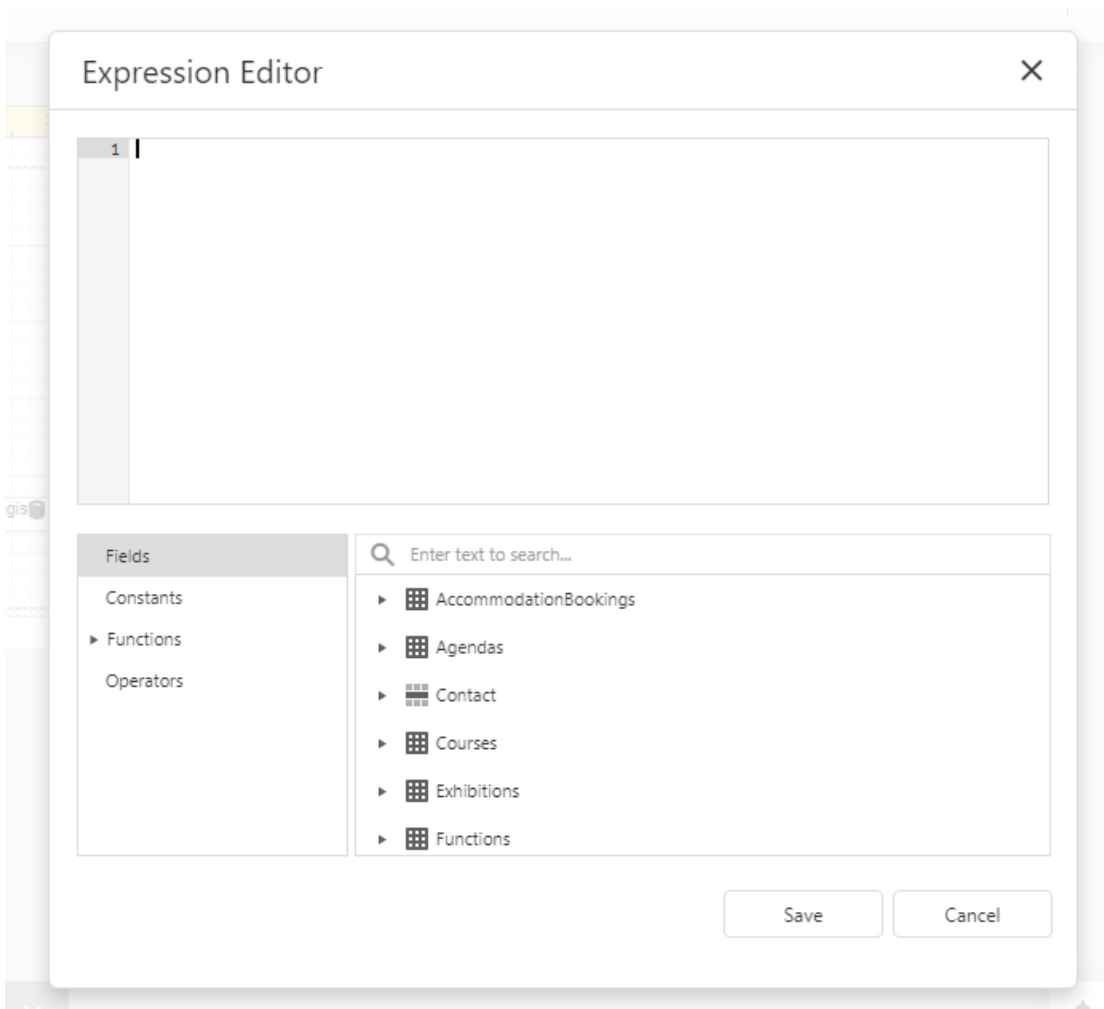 Expression Editor
1
gis
Fields
Constants
Functions
Operators
Enter text to search...
AccommodationBookings
Agendas
Contact
Courses
Exhibitions
Functions
Save
Cancel